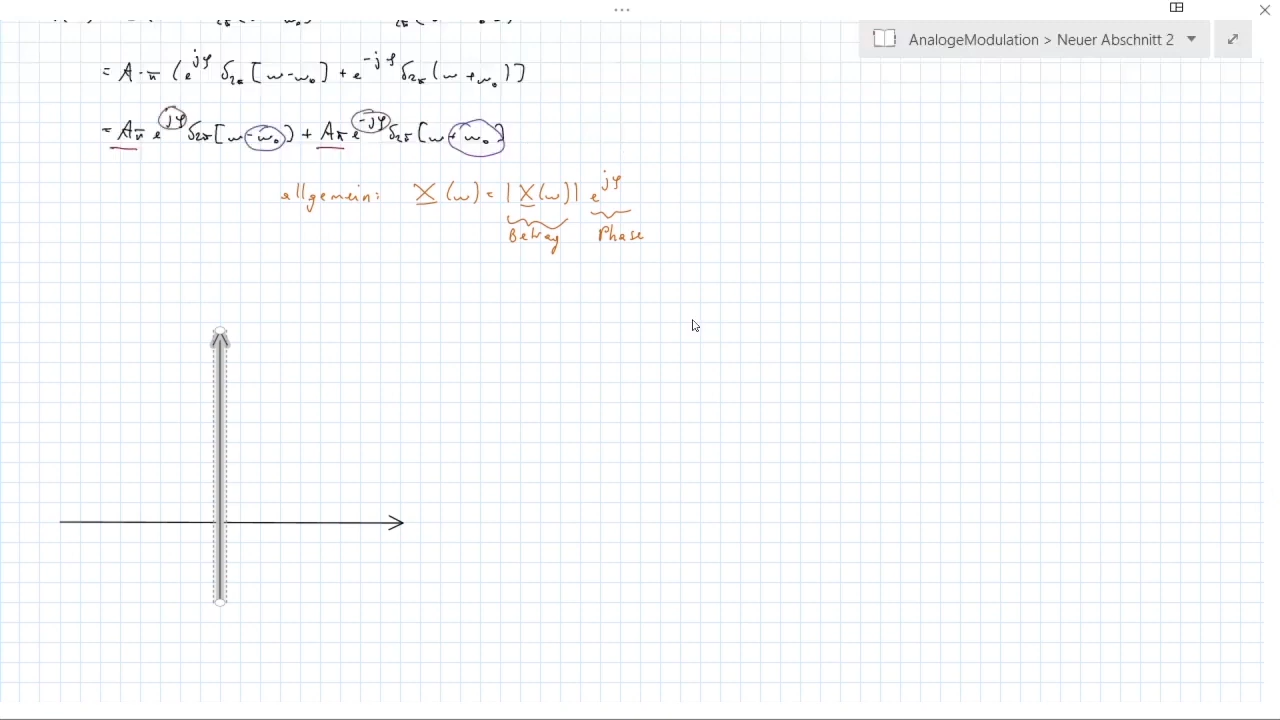 AnalogeModulation > Neuer Abschnitt 2
= A · π (e^{jφ} δ_{2π}[ω-ω₀] + e^{-jφ} δ_{2π}(ω+ω₀)]
= Aπ e^{jφ} δ_{2π}[ω-ω₀) + Aπ e^{-jφ} δ_{2π}[ω+ω₀]
allgemein: X(ω) = |X(ω)| e^{jφ}
Betrag Phase